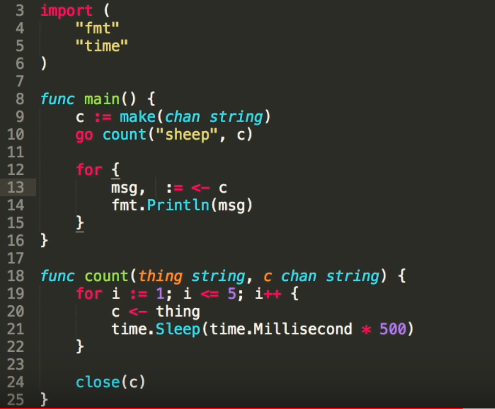 3 import (
4     "fmt"
5     "time"
6 )
7
8 func main() {
9     c := make(chan string)
10     go count("sheep", c)
11
12     for {
13         msg,  := <- c
14         fmt.Println(msg)
15     }
16 }
17
18 func count(thing string, c chan string) {
19     for i := 1; i <= 5; i++ {
20         c <- thing
21         time.Sleep(time.Millisecond * 500)
22     }
23
24     close(c)
25 }